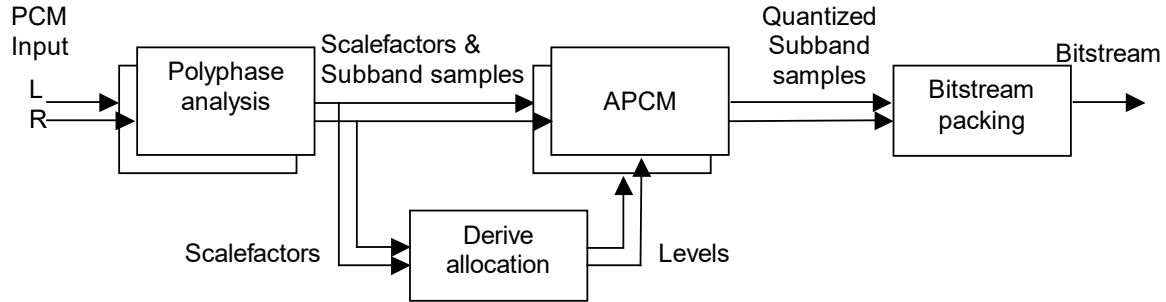 PCM
Input
L
R
Polyphase
analysis
Scalefactors &
Subband samples
APCM
Quantized
Subband
samples
Bitstream
packing
Bitstream
Scalefactors
Derive
allocation
Levels